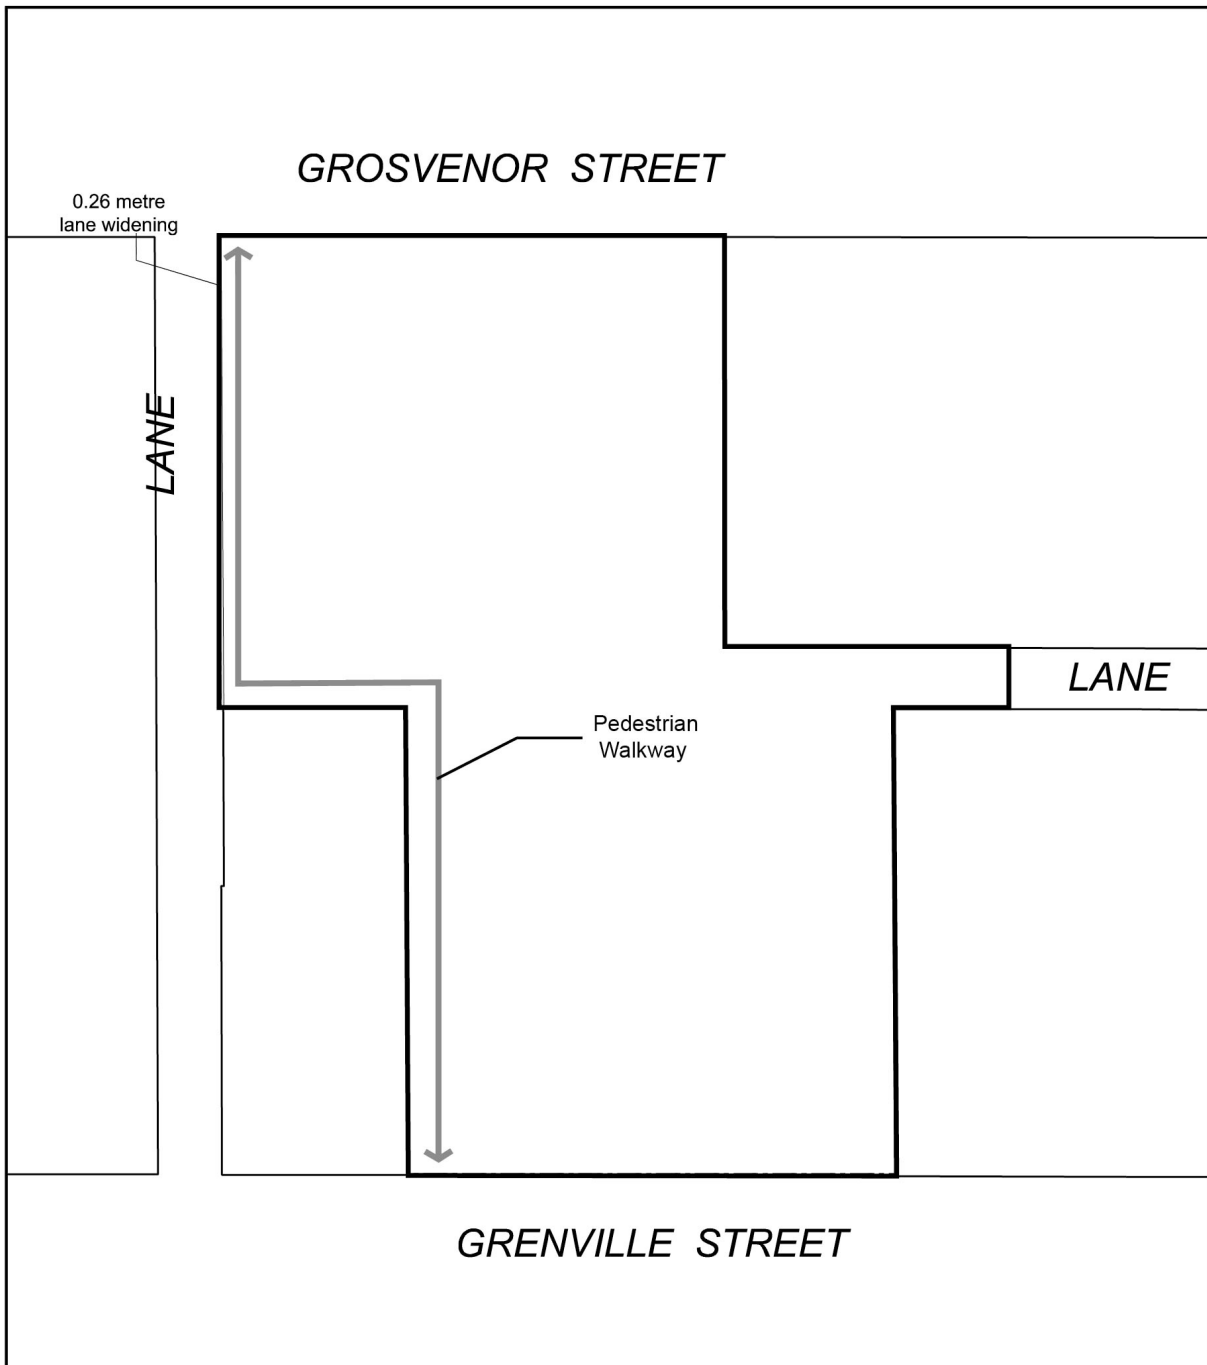 GROSVENOR STREET
0.26 metre
lane widening
LANE
LANE
Pedestrian
Walkway
GRENVILLE STREET